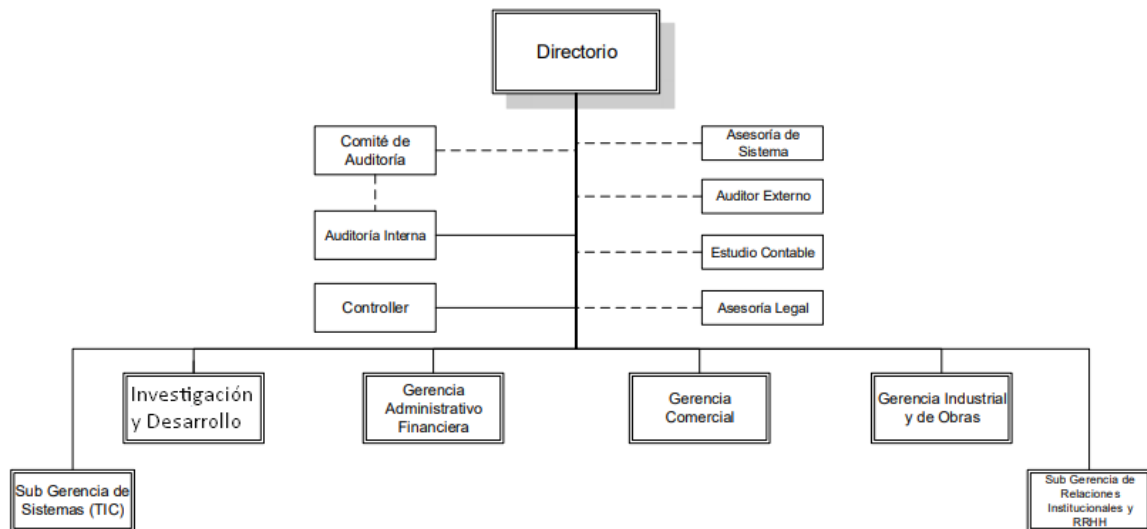 Directorio
Comité de
Auditoría
Asesoría de
Sistema
Auditor Externo
Auditoría Interna
Estudio Contable
Controller
Asesoría Legal
Investigación
y Desarrollo
Gerencia
Administrativo
Financiera
Gerencia
Comercial
Gerencia Industrial
y de Obras
Sub Gerencia de
Sistemas (TIC)
Sub Gerencia de
Relaciones
Institucionales y
RRHH